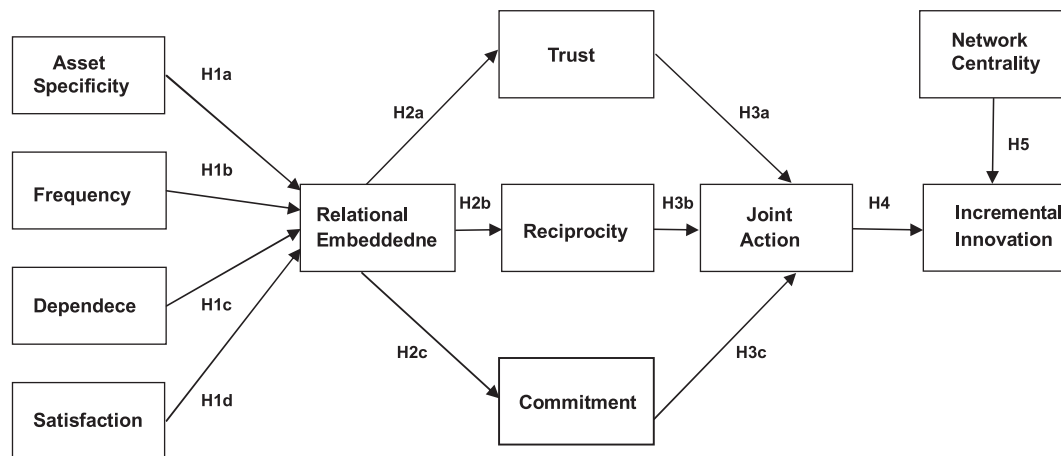 Asset
Specificity
Frequency
Dependece
Satisfaction
H1a
H1b
H1c
H1d
Relational
Embeddedne
H2a
H2b
H2c
Trust
Reciprocity
Commitment
H3a
H3b
H3c
Joint
Action
H4
Network
Centrality
H5
Incremental
Innovation